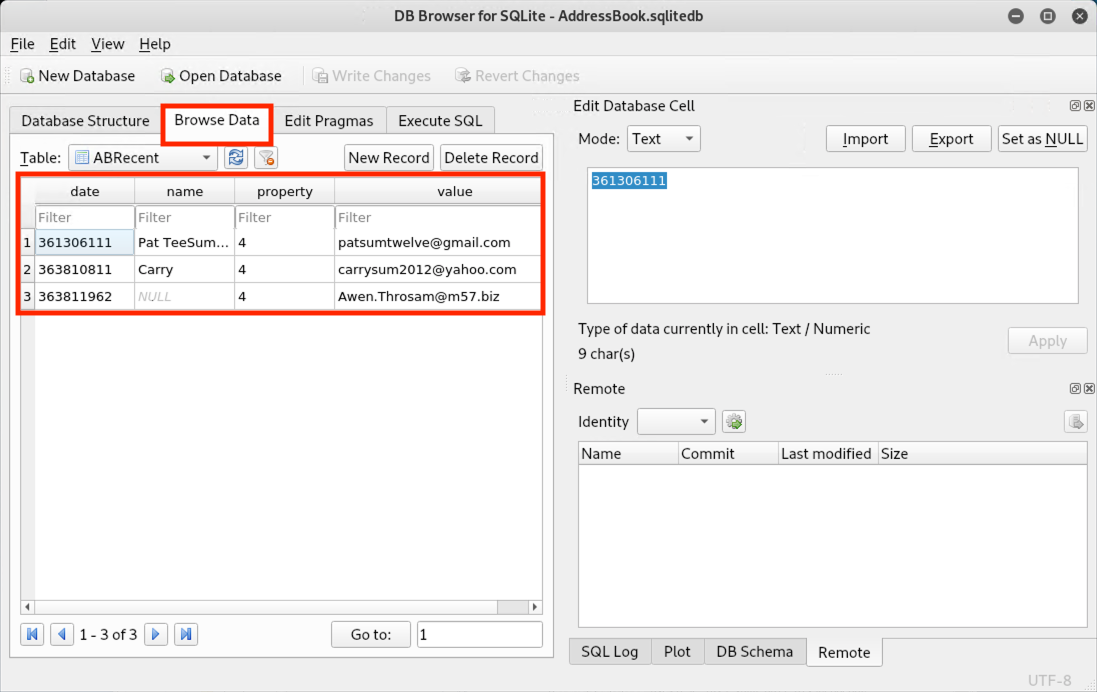 DB Browser for SQLite - AddressBook.sqlitedb
File Edit View Help
New Database Open Database Write Changes Revert Changes
Database Structure Browse Data Edit Pragmas Execute SQL
Table: ABRecent New Record Delete Record
date name property value
Filter Filter Filter Filter
1 361306111 Pat TeeSum... 4 patsumtwelve@gmail.com
2 363810811 Carry 4 carrysum2012@yahoo.com
3 363811962 NULL 4 Awen.Throsam@m57.biz
1 - 3 of 3 Go to: 1
Edit Database Cell
Mode: Text Import Export Set as NULL
361306111
Type of data currently in cell: Text / Numeric
9 char(s)
Apply
Remote
Identity
Name Commit Last modified Size
SQL Log Plot DB Schema Remote
UTF-8